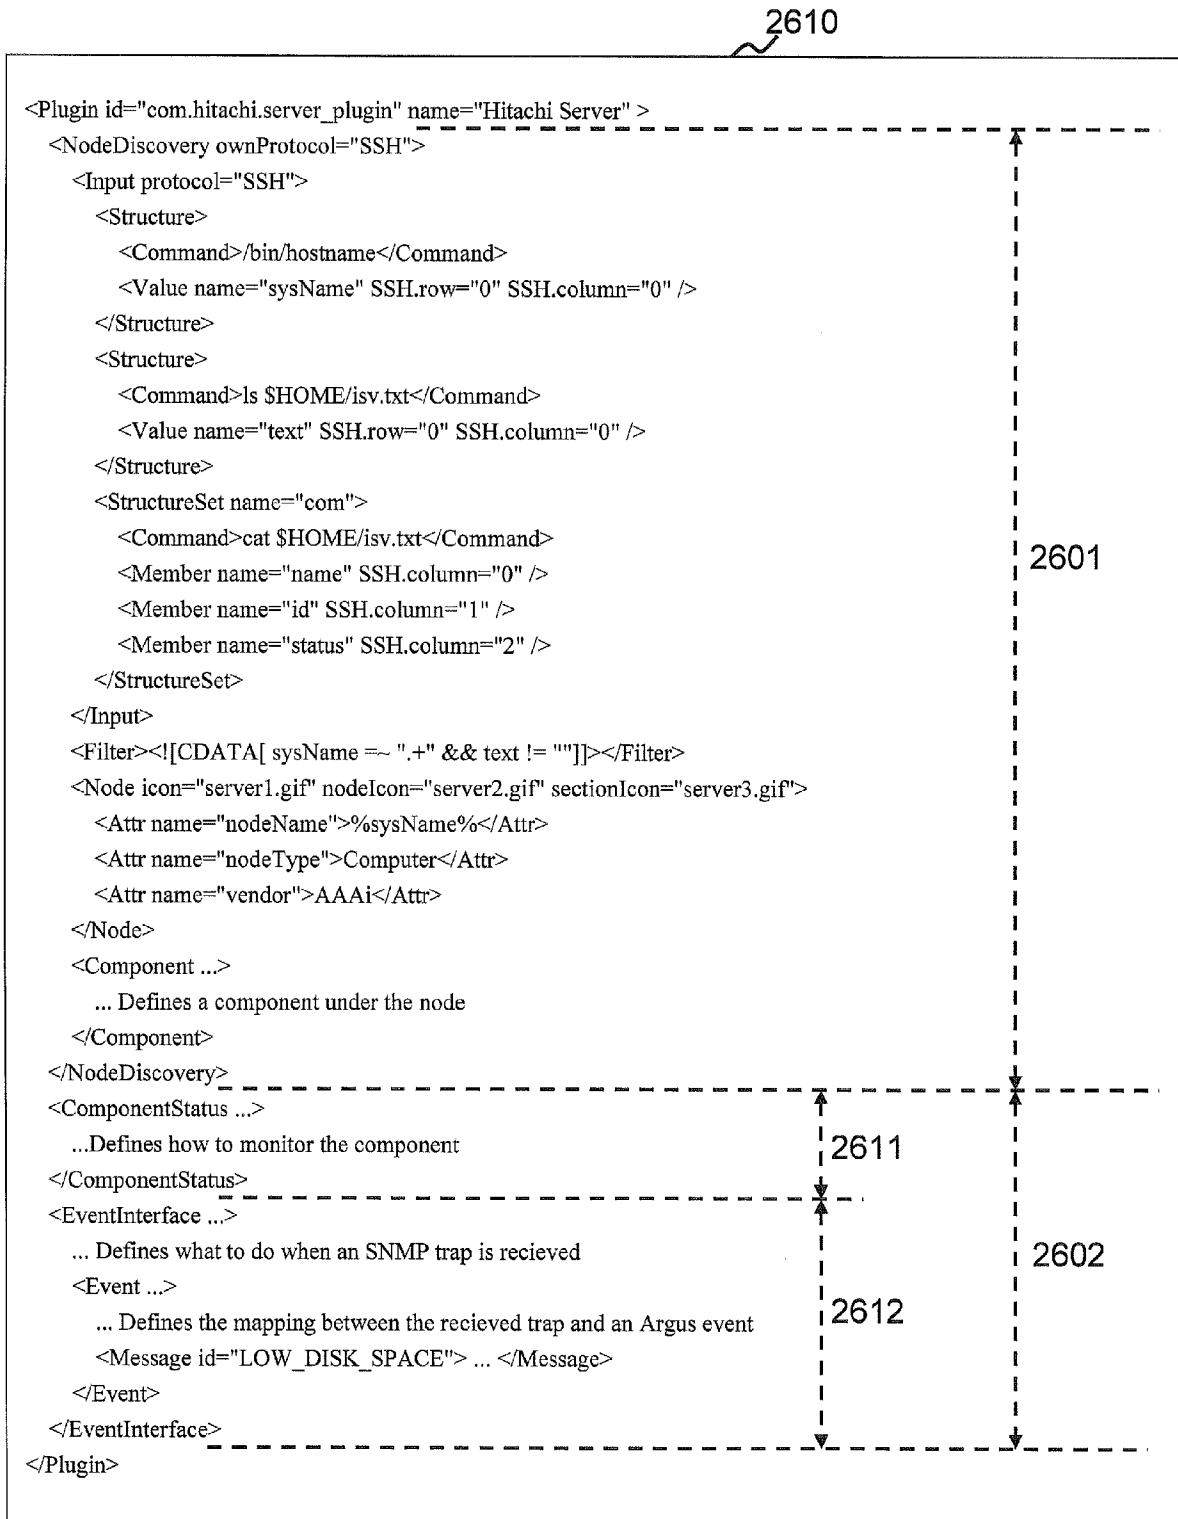 2610
<Plugin id="com.hitachi.server_plugin" name="Hitachi Server" >
<NodeDiscovery ownProtocol="SSH">
<Input protocol="SSH">
<Structure>
<Command>/bin/hostname</Command>
<Value name="sysName" SSH.row="0" SSH.column="0" />
</Structure>
<Structure>
<Command>ls $HOME/isv.txt</Command>
<Value name="text" SSH.row="0" SSH.column="0" />
</Structure>
<StructureSet name="com">
<Command>cat $HOME/isv.txt</Command>
<Member name="name" SSH.column="0" />
2601
<Member name="id" SSH.column="1" />
<Member name="status" SSH.column="2" />
</StructureSet>
</Input>
<Filter><![CDATA[ sysName =~ ".+" && text != ""]]></Filter>
<Node icon="server1.gif" nodeIcon="server2.gif" sectionIcon="server3.gif">
<Attr name="nodeName">%sysName%</Attr>
<Attr name="nodeType">Computer</Attr>
<Attr name="vendor">AAAi</Attr>
</Node>
<Component ...>
... Defines a component under the node
</Component>
</NodeDiscovery>
<ComponentStatus ...>
...Defines how to monitor the component
2611
</ComponentStatus>
<EventInterface ...>
... Defines what to do when an SNMP trap is recieved
2602
<Event ...>
2612
... Defines the mapping between the recieved trap and an Argus event
<Message id="LOW_DISK_SPACE"> ... </Message>
</Event>
</EventInterface>
</Plugin>